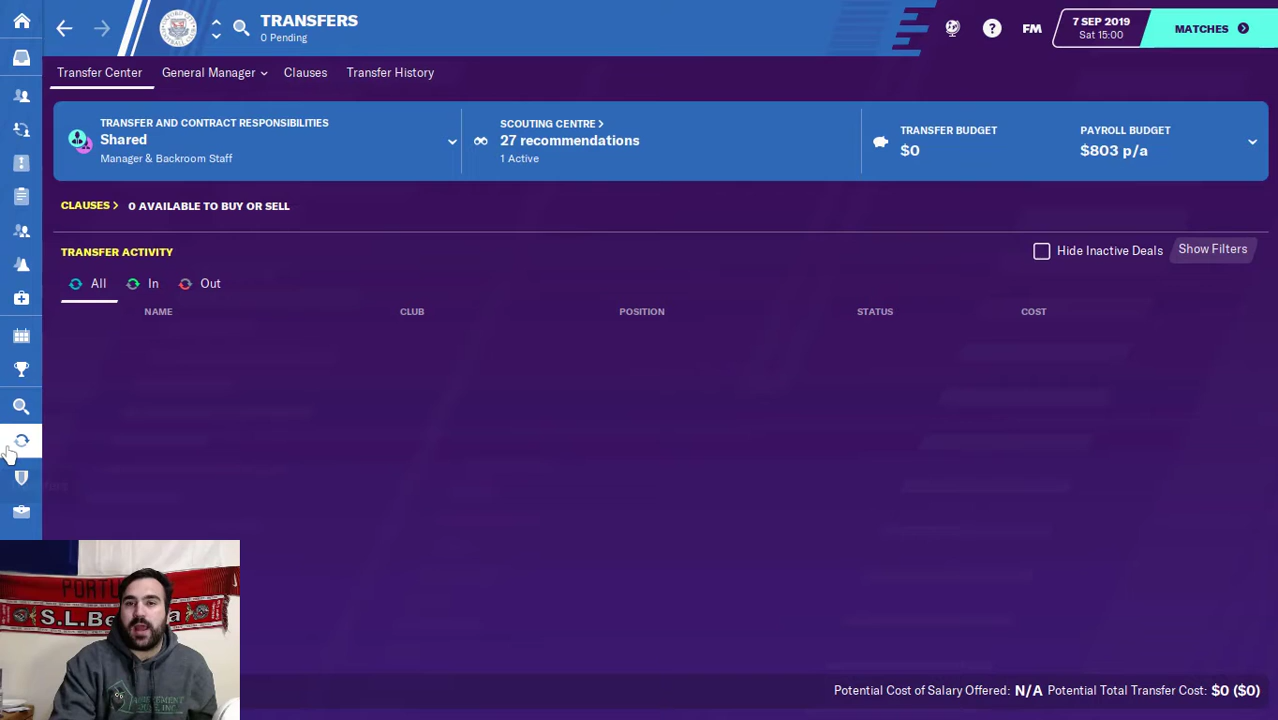 TRANSFERS
0 Pending
FM
7 SEP 2019
Sat 15:00
MATCHES
Transfer Center
General Manager
Clauses
Transfer History
TRANSFER AND CONTRACT RESPONSIBILITIES
Shared
Manager & Backroom Staff
SCOUTING CENTRE >
27 recommendations
1 Active
TRANSFER BUDGET
$0
PAYROLL BUDGET
$803 p/a
CLAUSES > 0 AVAILABLE TO BUY OR SELL
TRANSFER ACTIVITY
Hide Inactive Deals
Show Filters
All
In
Out
NAME
CLUB
POSITION
STATUS
COST
Potential Cost of Salary Offered: N/A Potential Total Transfer Cost: $0 ($0)
S.L.Be